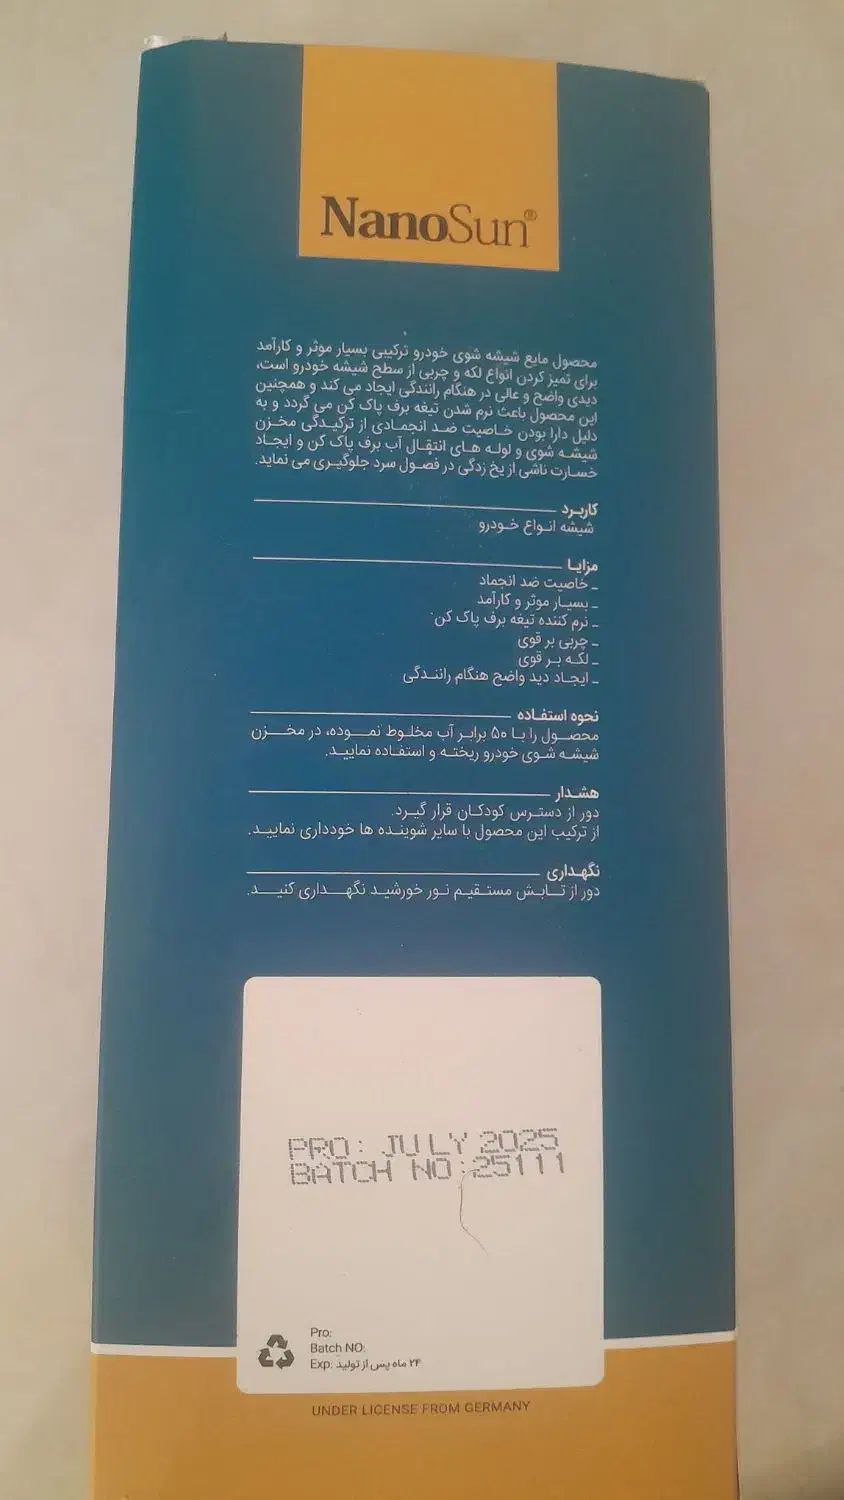 NanoSun®
محصول مایع شیشه شوی خودرو ترکیبی بسیار موثر و کارآمد
برای تمیز کردن انواع لکه و چربی از سطح شیشه خودرو است،
دیدی واضح و عالی در هنگام رانندگی ایجاد می کند و همچنین
این محصول باعث نرم شدن تیغه برف پاک کن می گردد و به
دلیل دارا بودن خاصیت ضد انجمادی از ترکیدگی مخزن
شیشه شوی و لوله های انتقال آب برف پاک کن و ایجاد
خسارت ناشی از یخ زدگی در فصول سرد جلوگیری می نماید.
کاربرد
شیشه انواع خودرو
مزایا
_ خاصیت ضد انجماد
_ بسیار موثر و کارآمد
_ نرم کننده تیغه برف پاک کن
_ چربی بر قوی
_ لکه بر قوی
_ ایجاد دید واضح هنگام رانندگی
نحوه استفاده
محصول را با ۵۰ برابر آب مخلوط نموده، در مخزن
شیشه شوی خودرو ریخته و استفاده نمایید.
هشدار
دور از دسترس کودکان قرار گیرد.
از ترکیب این محصول با سایر شوینده ها خودداری نمایید.
نگهداری
دور از تابش مستقیم نور خورشید نگهداری کنید.
PRO: JULY 2025
BATCH NO:25111
Pro:
Batch NO:
Exp: ۲۴ ماه پس از تولید
UNDER LICENSE FROM GERMANY